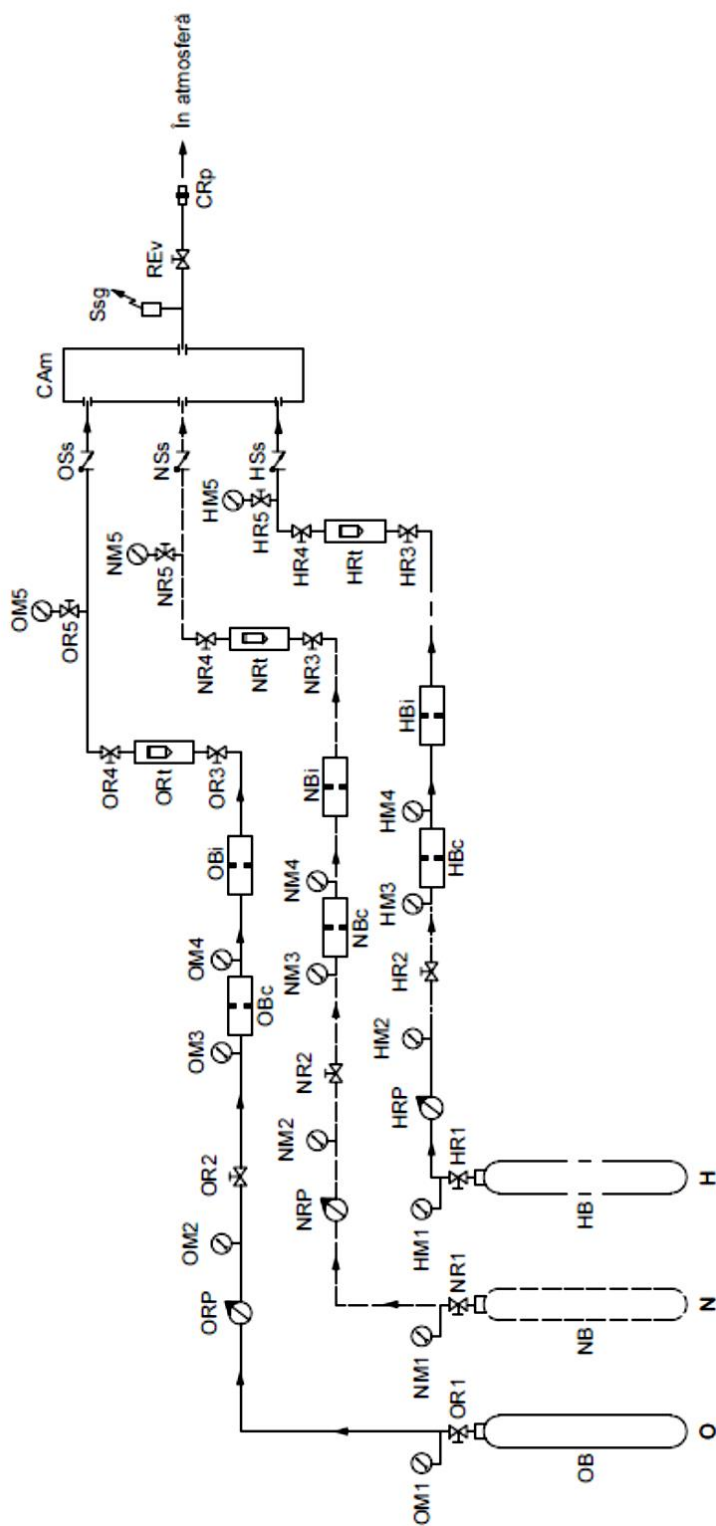 În atmosferă
CRp
REv
Ssg
CAm
OSs
NSs
HSs
OM5
OR5
NM5
NR5
HM5
HR5
OR4
ORt
OR3
NR4
NRt
NR3
HR4
HRt
HR3
OBi
NBi
HBi
OM4
OBc
OM3
NM4
NBc
NM3
HM4
HBc
HM3
OR2
NR2
HR2
OM2
NM2
HM2
ORP
NRP
HRP
OM1
OR1
NM1
NR1
HM1
HR1
OB
NB
HB
O
N
H